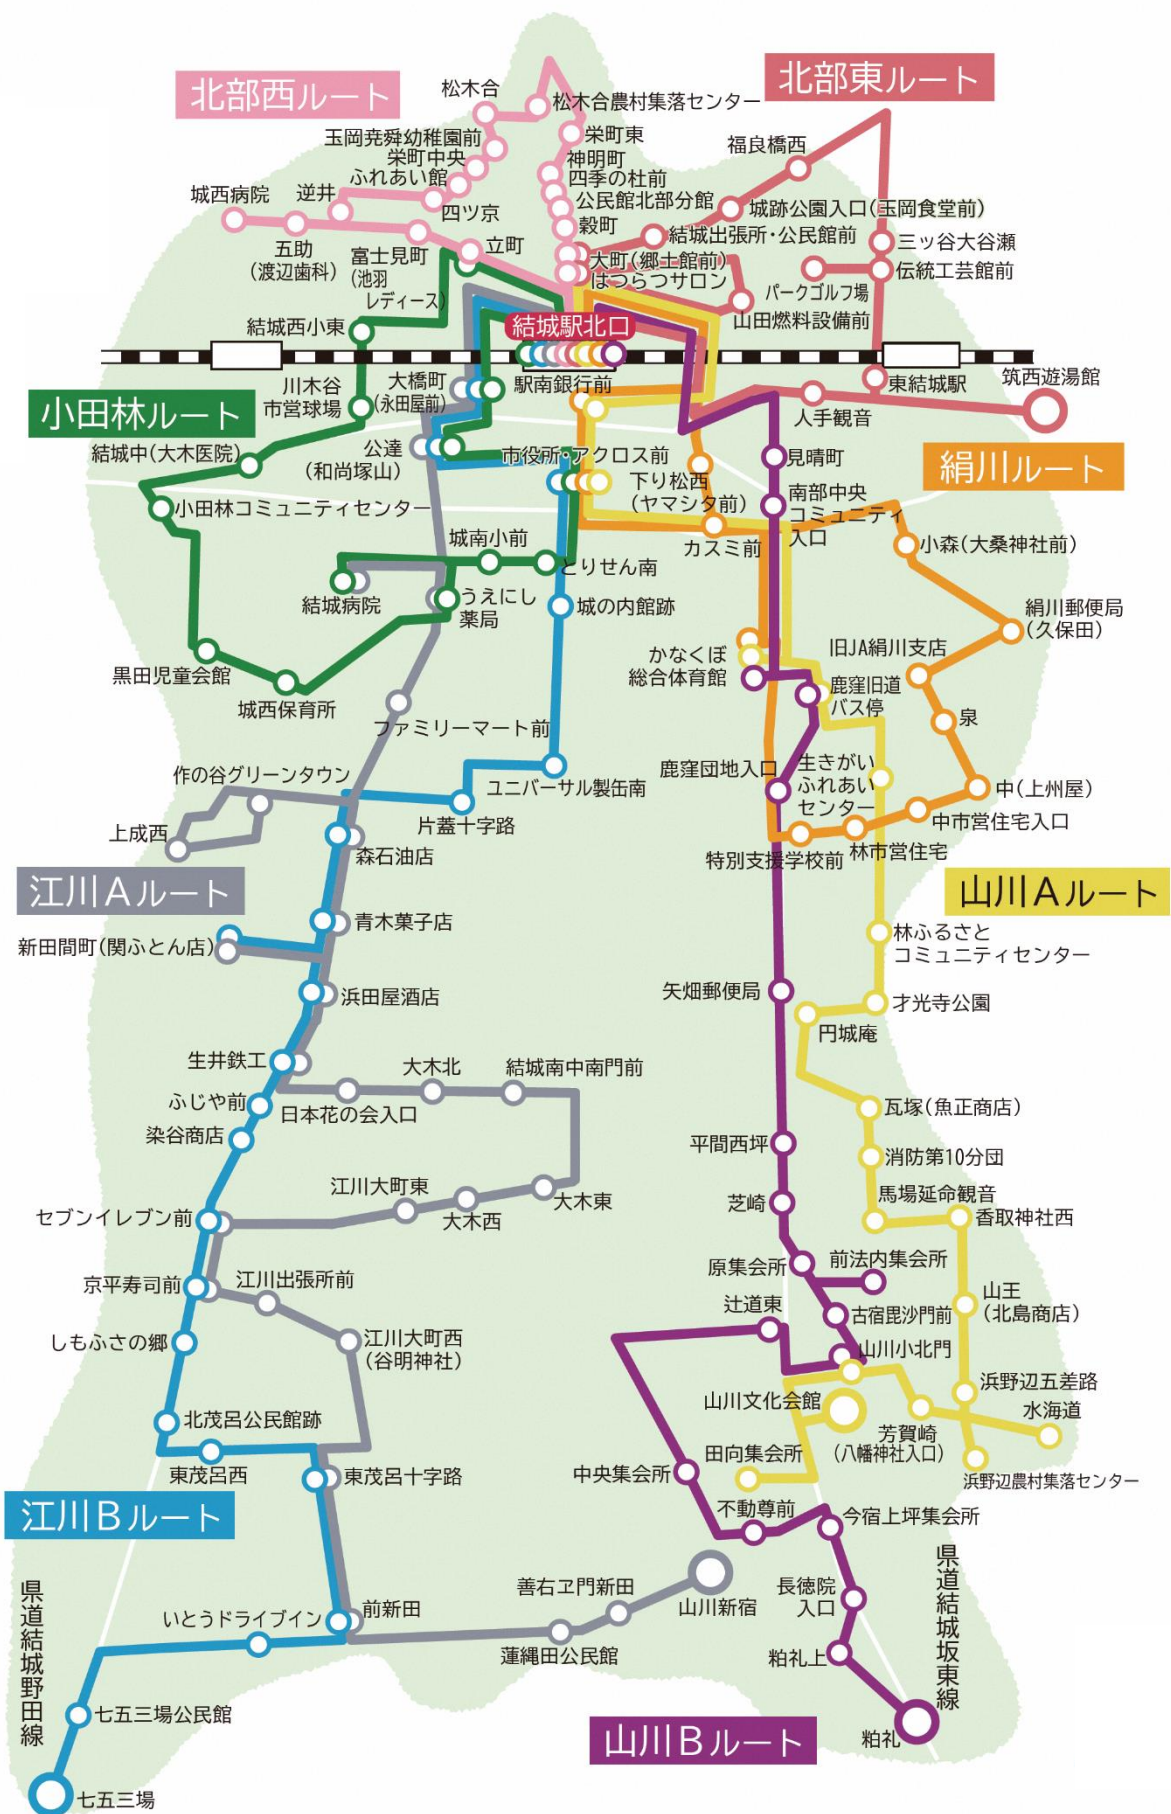 北部西ルート
北部東ルート
松木合
松木合農村集落センター
玉岡尭舜幼稚園前
栄町東
福良橋西
栄町中央
神明町
ふれあい館
四季の杜前
城西病院
逆井
公民館北部分館
四ツ京
城跡公園入口(玉岡食堂前)
穀町
結城出張所・公民館前
五助
(渡辺歯科)
富士見町
(池羽
レディース)
立町
三ッ谷大谷瀬
大町(郷土館前)
はつらつサロン
伝統工芸館前
パークゴルフ場
山田燃料設備前
結城西小東
結城駅北口
川木谷
市営球場
大橋町
(永田屋前)
駅南銀行前
東結城駅
筑西遊湯館
小田林ルート
人手観音
結城中(大木医院)
公達
(和尚塚山)
市役所・アクロス前
見晴町
絹川ルート
下り松西
(ヤマシタ前)
小田林コミュニティセンター
南部中央
コミュニティ
入口
城南小前
カスミ前
小森(大桑神社前)
とりせん南
結城病院
うえにし
薬局
城の内館跡
絹川郵便局
(久保田)
かなくぼ
総合体育館
旧JA絹川支店
黒田児童会館
城西保育所
鹿窪旧道
バス停
ファミリーマート前
泉
作の谷グリーンタウン
鹿窪団地入口
生きがい
ふれあい
センター
ユニバーサル製缶南
中(上州屋)
上成西
片蓋十字路
中市営住宅入口
森石油店
特別支援学校前
林市営住宅
江川Aルート
山川Aルート
青木菓子店
新田間町(関ふとん店)
林ふるさと
コミュニティセンター
浜田屋酒店
矢畑郵便局
才光寺公園
円城庵
生井鉄工
大木北
結城南中南門前
ふじや前
日本花の会入口
瓦塚(魚正商店)
染谷商店
平間西坪
消防第10分団
江川大町東
馬場延命観音
大木西
大木東
芝崎
セブンイレブン前
香取神社西
京平寿司前
江川出張所前
原集会所
前法内集会所
辻道東
古宿毘沙門前
山王
(北島商店)
しもふさの郷
江川大町西
(谷明神社)
山川小北門
山川文化会館
浜野辺五差路
北茂呂公民館跡
水海道
芳賀崎
(八幡神社入口)
田向集会所
東茂呂西
東茂呂十字路
中央集会所
浜野辺農村集落センター
江川Bルート
不動尊前
今宿上坪集会所
県道結城野田線
県道結城坂東線
善右ヱ門新田
長徳院
入口
いとうドライブイン
前新田
山川新宿
蓮縄田公民館
粕礼上
七五三場公民館
山川Bルート
粕礼
七五三場